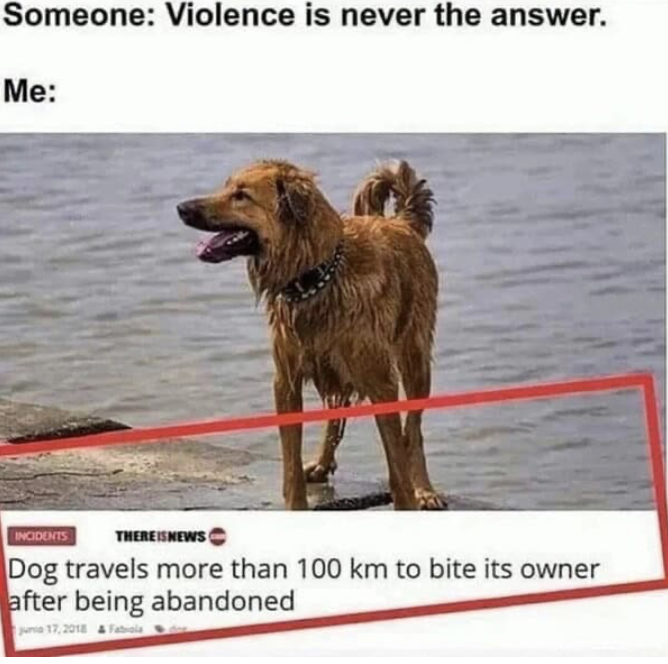 Someone: Violence is never the answer.
Me:
INCIDENTS THEREISNEWS
Dog travels more than 100 km to bite its owner
after being abandoned
junio 17, 2018 Fabiola